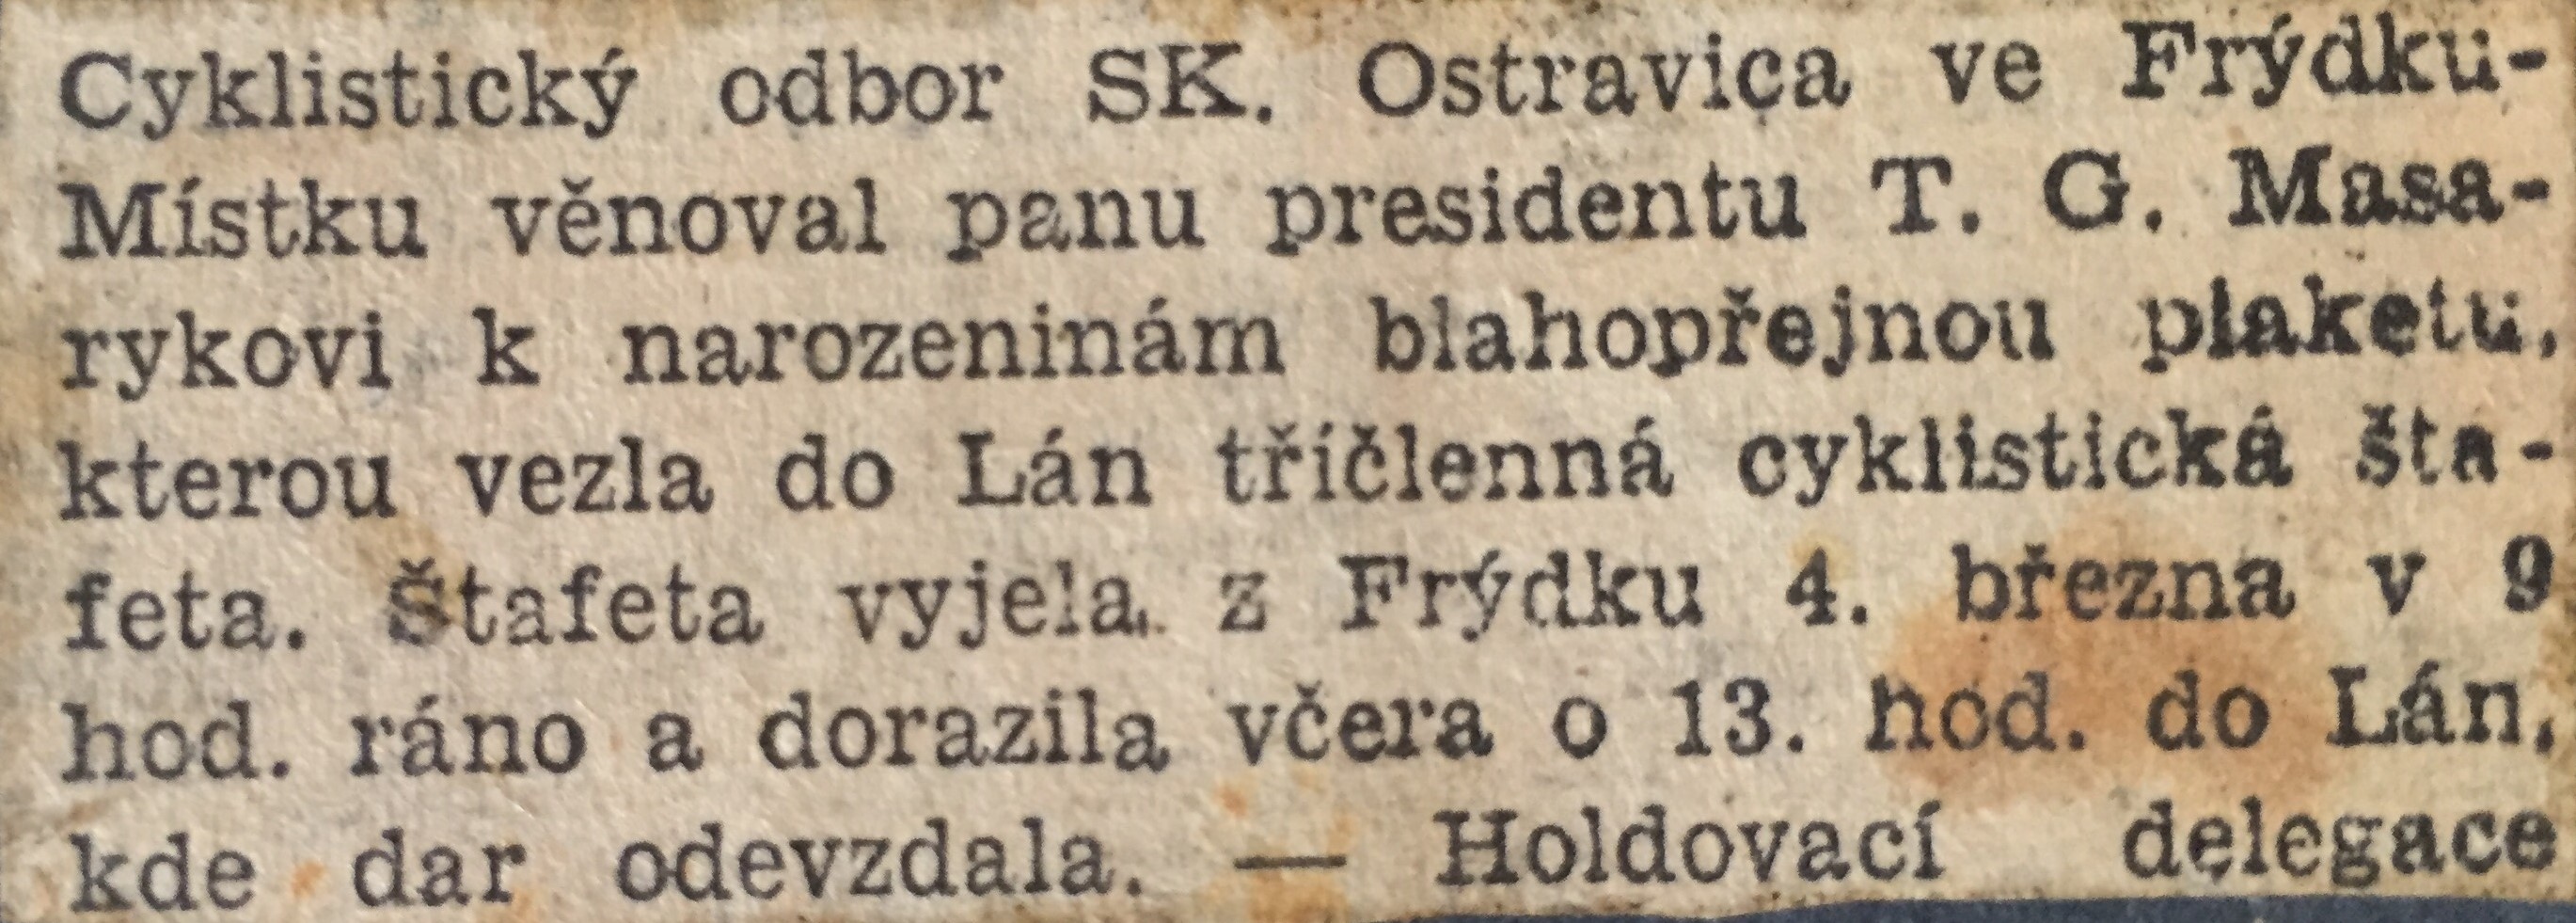 Cyklistický odbor SK. Ostravica ve Frýdku-
Místku věnoval panu presidentu T. G. Masa-
rykovi k narozeninám blahopřejnou plaketu,
kterou vezla do Lán tříčlenná cyklistická šta-
feta. Štafeta vyjela z Frýdku 4. března v 9
hod. ráno a dorazila včera o 13. hod. do Lán,
kde dar odevzdala. — Holdovací delegace